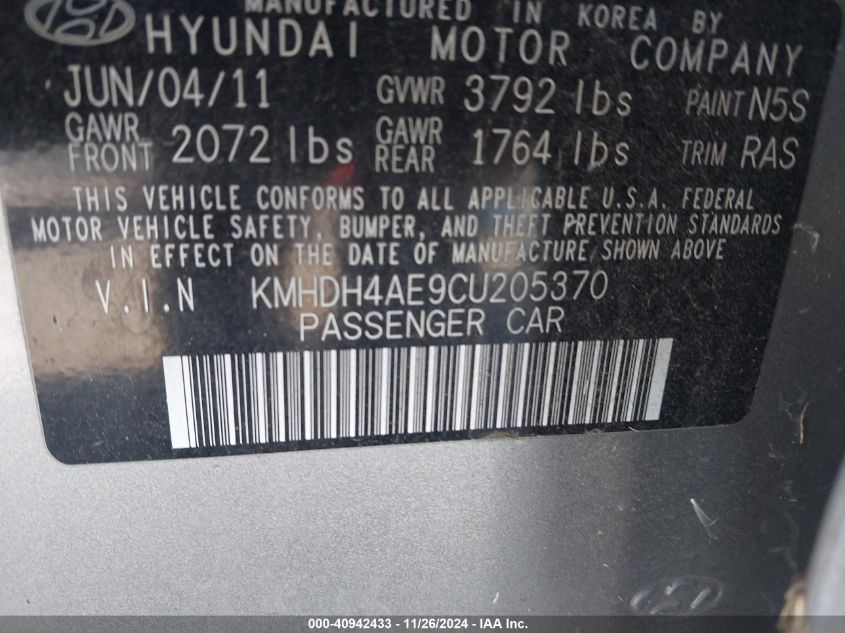 MANUFACTURED IN KOREA BY
HYUNDAI MOTOR COMPANY
JUN/04/11 GVWR 3792 lbs PAINT N5S
GAWR FRONT 2072 lbs GAWR REAR 1764 lbs TRIM RAS
THIS VEHICLE CONFORMS TO ALL APPLICABLE U.S.A. FEDERAL
MOTOR VEHICLE SAFETY, BUMPER, AND THEFT PREVENTION STANDARDS
IN EFFECT ON THE DATE OF MANUFACTURE SHOWN ABOVE
V.I.N KMHDH4AE9CU205370
PASSENGER CAR
000-40942433 - 11/26/2024 - IAA Inc.